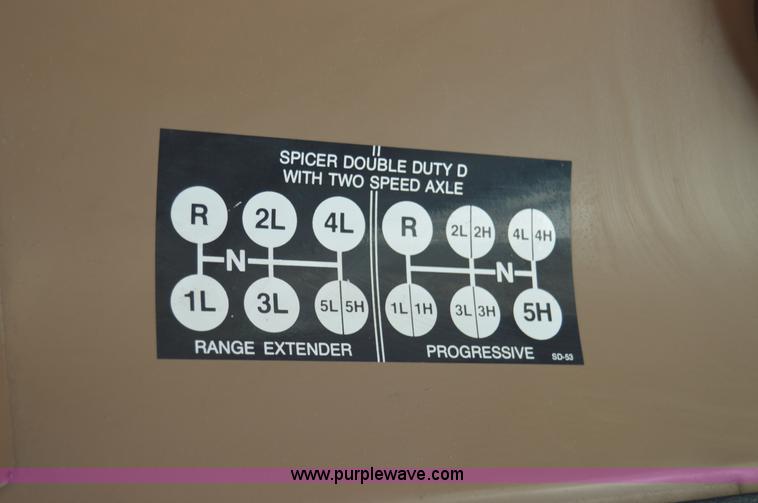 SPICER DOUBLE DUTY D
WITH TWO SPEED AXLE
R 2L 4L
N
1L 3L 5L 5H
RANGE EXTENDER
R 2L 2H 4L 4H
N
1L 1H 3L 3H 5H
PROGRESSIVE
SD-53
www.purplewave.com